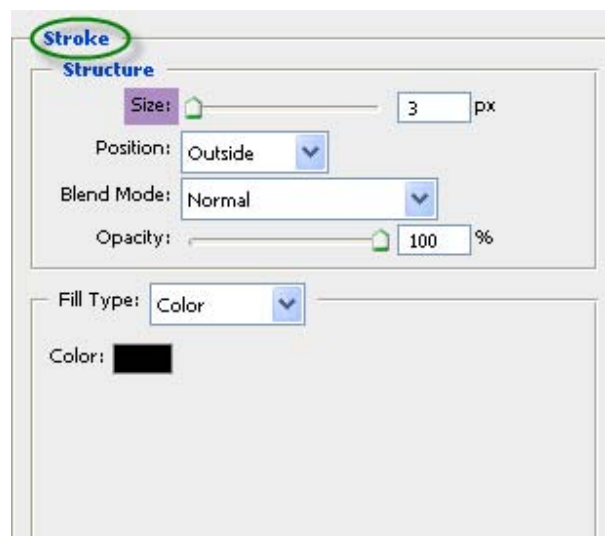 Stroke
Structure
Size: 3 px
Position: Outside
Blend Mode: Normal
Opacity: 100 %
Fill Type: Color
Color: